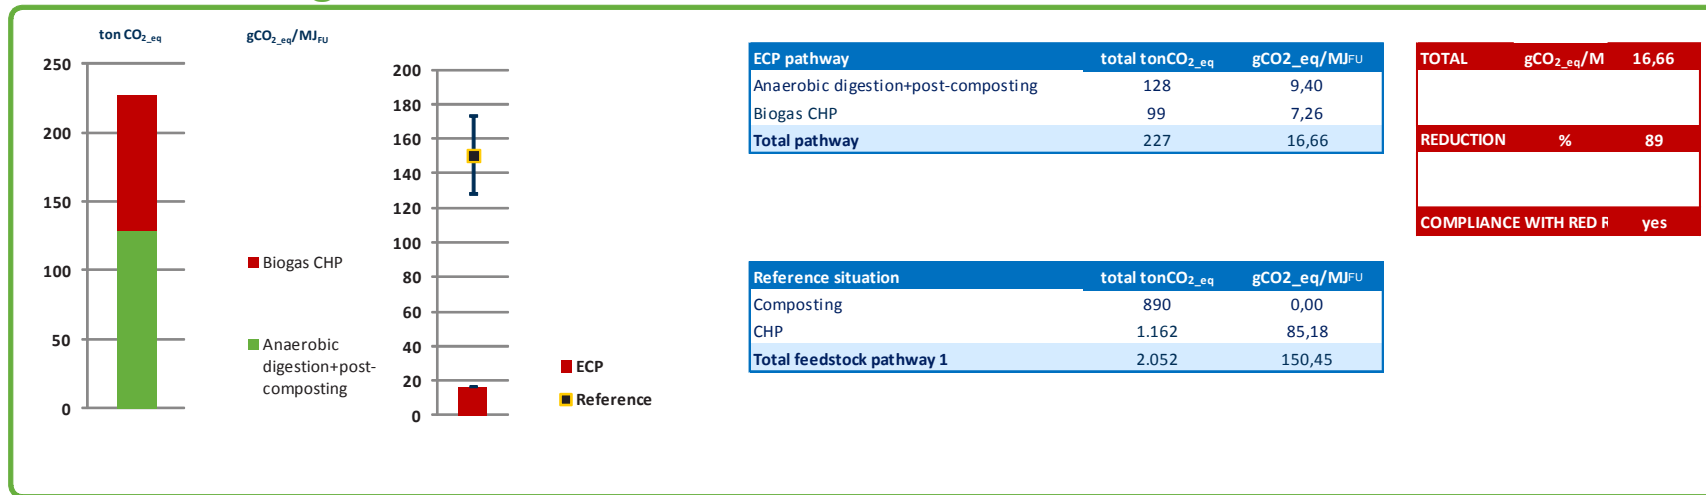 ton CO2_eq
gCO2_eq/MJFU
250
200
150
100
50
0
Biogas CHP
Anaerobic
digestion+post-
composting
200
180
160
140
120
100
80
60
40
20
0
ECP
Reference
ECP pathway total tonCO2_eq gCO2_eq/MJFU
Anaerobic digestion+post-composting 128 9,40
Biogas CHP 99 7,26
Total pathway 227 16,66
Reference situation total tonCO2_eq gCO2_eq/MJFU
Composting 890 0,00
CHP 1.162 85,18
Total feedstock pathway 1 2.052 150,45
TOTAL gCO2_eq/M 16,66
REDUCTION % 89
COMPLIANCE WITH RED yes